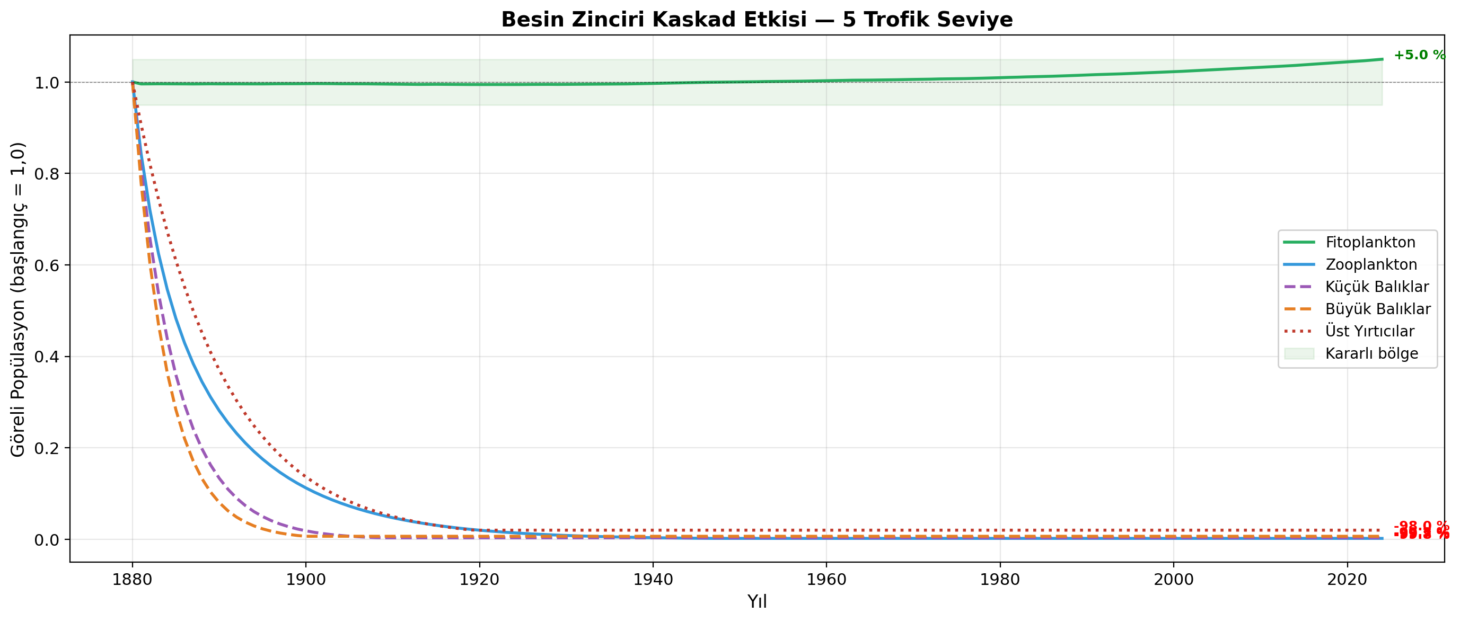 Besin Zinciri Kaskad Etkisi — 5 Trofik Seviye
Göreli Popülasyon (başlangıç = 1,0)
1.0
0.8
0.6
0.4
0.2
0.0
+5.0 %
Fitoplankton
Zooplankton
Küçük Balıklar
Büyük Balıklar
Üst Yırtıcılar
Kararlı bölge
-98.0 %
1880 1900 1920 1940 1960 1980 2000 2020
Yıl